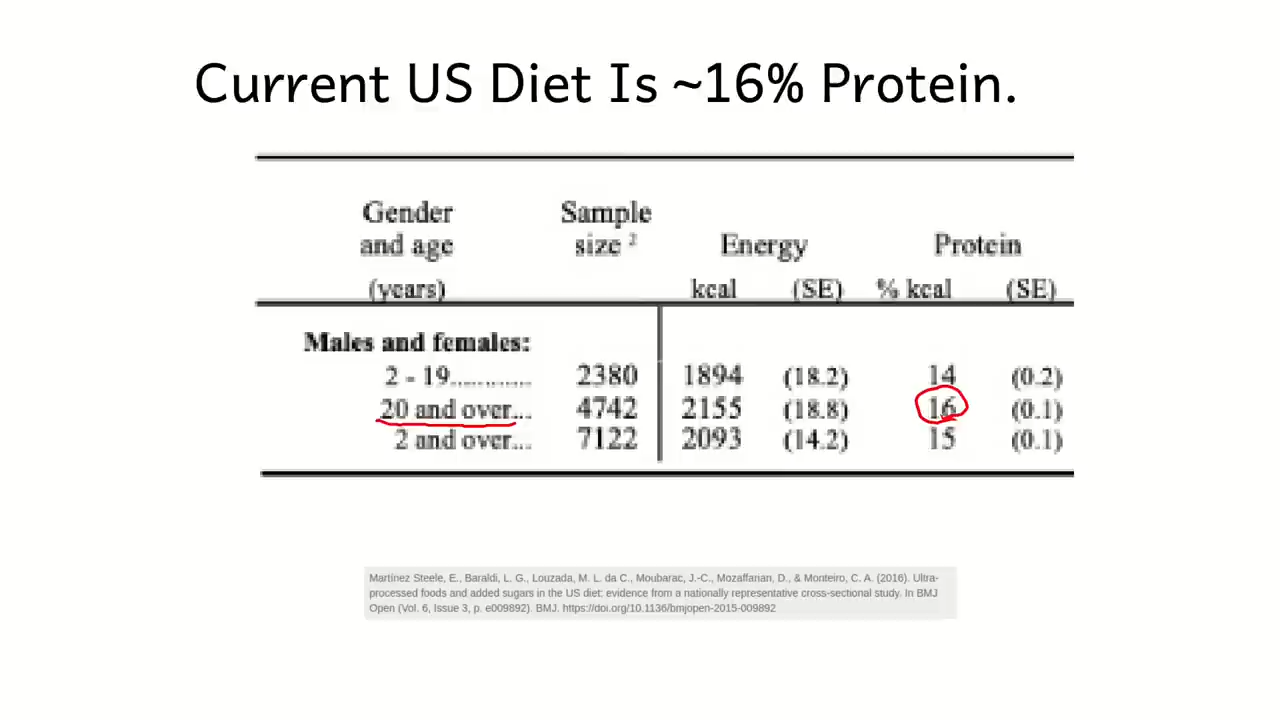 Current US Diet Is ~16% Protein.
Gender and age (years) Sample size 2 Energy Protein
kcal (SE) % kcal (SE)
Males and females:
2 - 19............ 2380 1894 (18.2) 14 (0.2)
20 and over... 4742 2155 (18.8) 16 (0.1)
2 and over.... 7122 2093 (14.2) 15 (0.1)
Martínez Steele, E., Baraldi, L. G., Louzada, M. L. da C., Moubarac, J.-C., Mozaffarian, D., & Monteiro, C. A. (2016). Ultra-
processed foods and added sugars in the US diet: evidence from a nationally representative cross-sectional study. In BMJ
Open (Vol. 6, Issue 3, p. e009892). BMJ. https://doi.org/10.1136/bmjopen-2015-009892